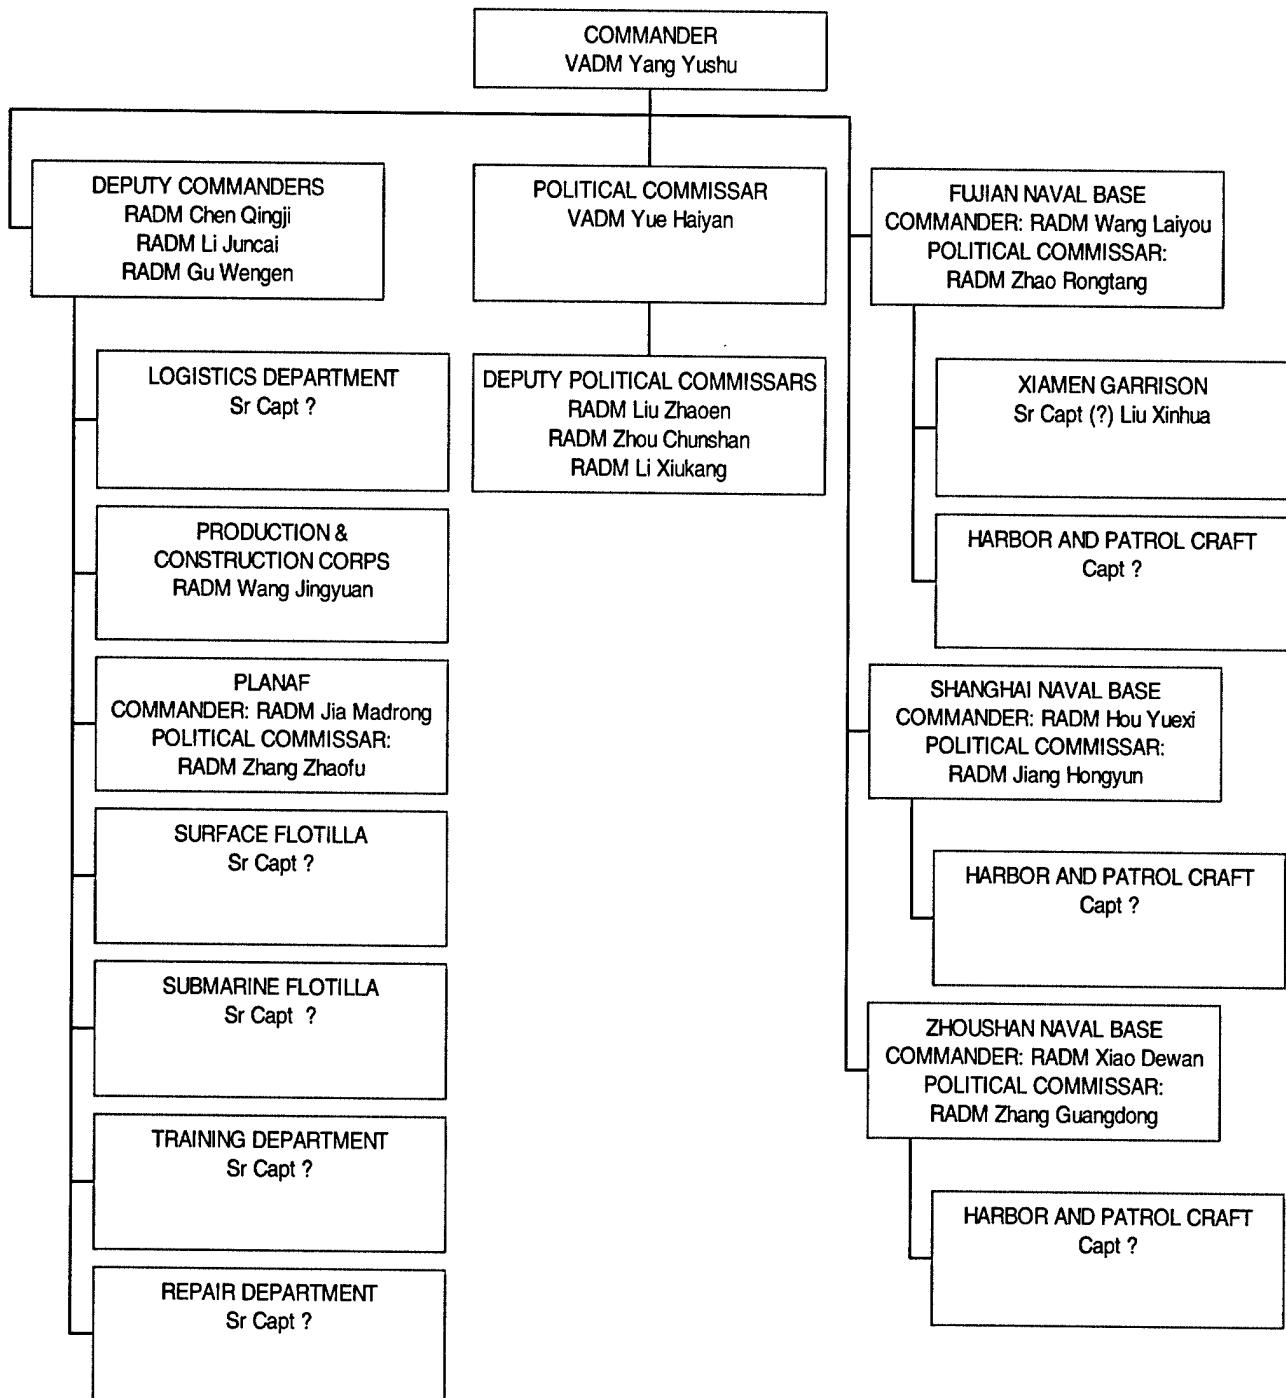 COMMANDER
VADM Yang Yushu
DEPUTY COMMANDERS
RADM Chen Qingji
RADM Li Juncai
RADM Gu Wengen
POLITICAL COMMISSAR
VADM Yue Haiyan
FUJIAN NAVAL BASE
COMMANDER: RADM Wang Laiyou
POLITICAL COMMISSAR:
RADM Zhao Rongtang
LOGISTICS DEPARTMENT
Sr Capt ?
DEPUTY POLITICAL COMMISSARS
RADM Liu Zhaoen
RADM Zhou Chunshan
RADM Li Xiukang
XIAMEN GARRISON
Sr Capt (?) Liu Xinhua
PRODUCTION &
CONSTRUCTION CORPS
RADM Wang Jingyuan
HARBOR AND PATROL CRAFT
Capt ?
PLANAF
COMMANDER: RADM Jia Madrong
POLITICAL COMMISSAR:
RADM Zhang Zhaofu
SHANGHAI NAVAL BASE
COMMANDER: RADM Hou Yuexi
POLITICAL COMMISSAR:
RADM Jiang Hongyun
SURFACE FLOTILLA
Sr Capt ?
HARBOR AND PATROL CRAFT
Capt ?
SUBMARINE FLOTILLA
Sr Capt ?
ZHOUSHAN NAVAL BASE
COMMANDER: RADM Xiao Dewan
POLITICAL COMMISSAR:
RADM Zhang Guangdong
TRAINING DEPARTMENT
Sr Capt ?
HARBOR AND PATROL CRAFT
Capt ?
REPAIR DEPARTMENT
Sr Capt ?